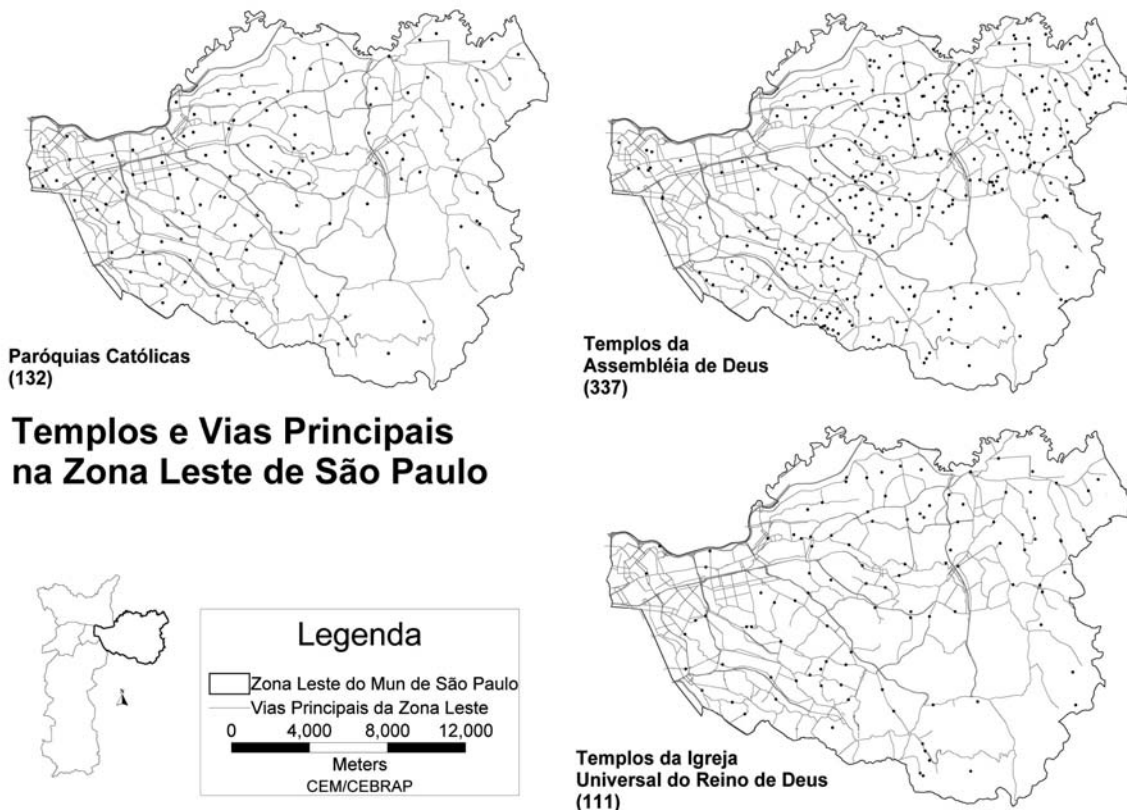 Paróquias Católicas
(132)
Templos da
Assembléia de Deus
(337)
Templos e Vias Principais
na Zona Leste de São Paulo
Legenda
Zona Leste do Mun de São Paulo
Vias Principais da Zona Leste
0 4,000 8,000 12,000
Meters
CEM/CEBRAP
Templos da Igreja
Universal do Reino de Deus
(111)